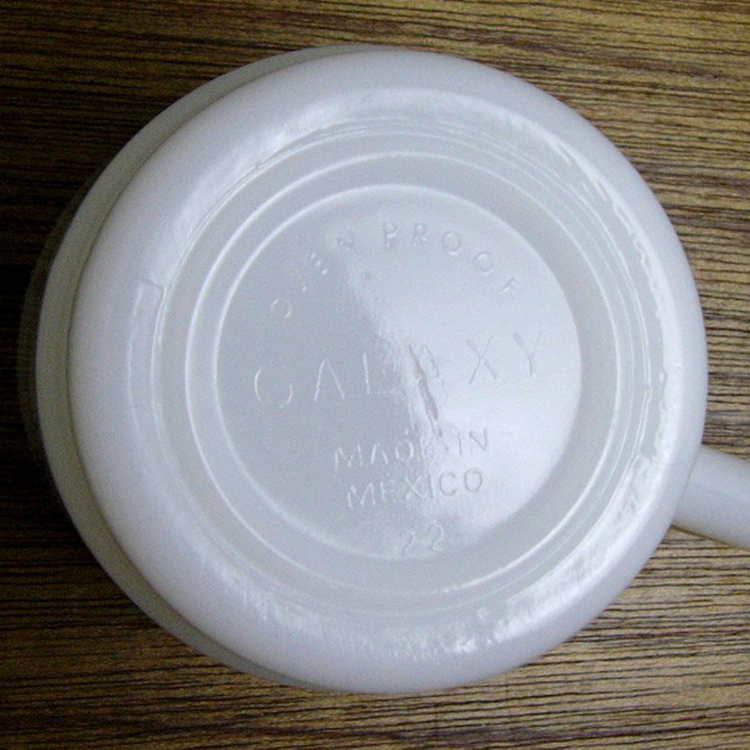 OVEN PROOF
GALAXY
MADE IN
MEXICO
22